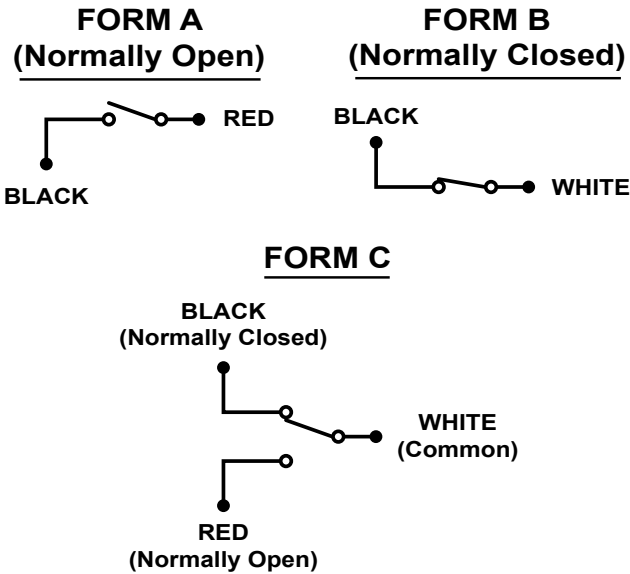 FORM A
(Normally Open)
RED
BLACK
FORM B
(Normally Closed)
BLACK
WHITE
FORM C
BLACK
(Normally Closed)
WHITE
(Common)
RED
(Normally Open)